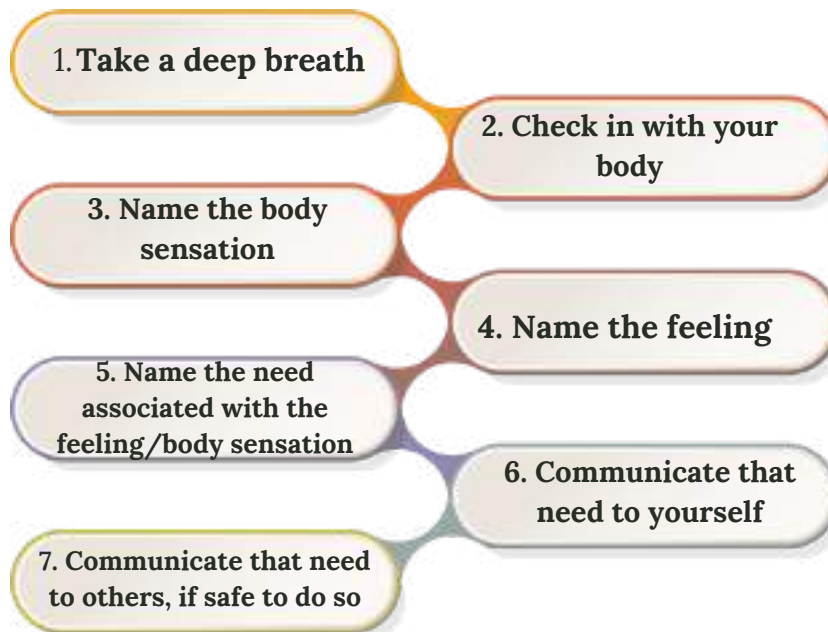 1. Take a deep breath
2. Check in with your
body
3. Name the body
sensation
4. Name the feeling
5. Name the need
associated with the
feeling/body sensation
6. Communicate that
need to yourself
7. Communicate that need
to others, if safe to do so